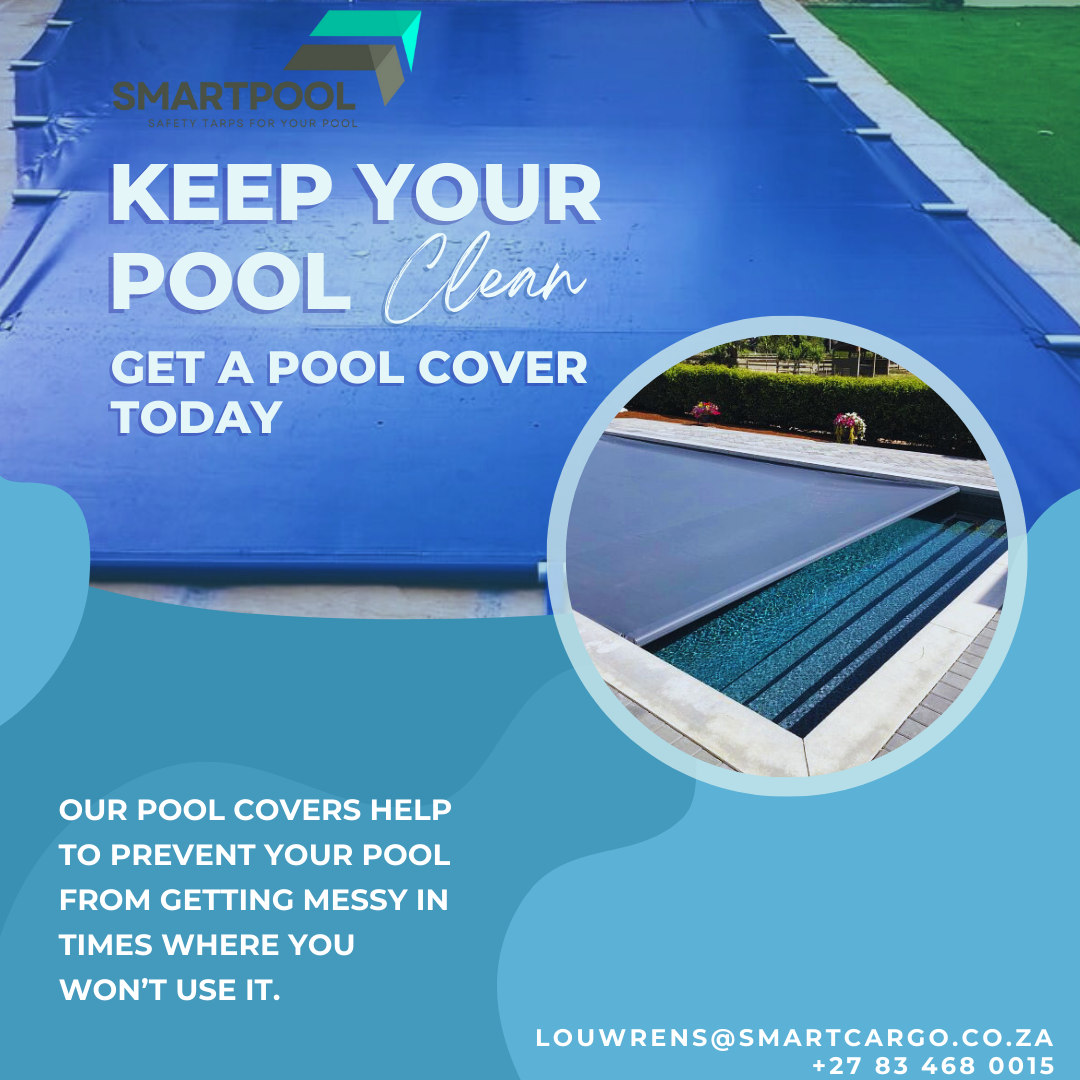 SMARTPOOL
SAFETY TARPS FOR YOUR POOL
KEEP YOUR
POOL Clean
GET A POOL COVER
TODAY
OUR POOL COVERS HELP
TO PREVENT YOUR POOL
FROM GETTING MESSY IN
TIMES WHERE YOU
WON’T USE IT.
LOUWRENS@SMARTCARGO.CO.ZA
+27 83 468 0015